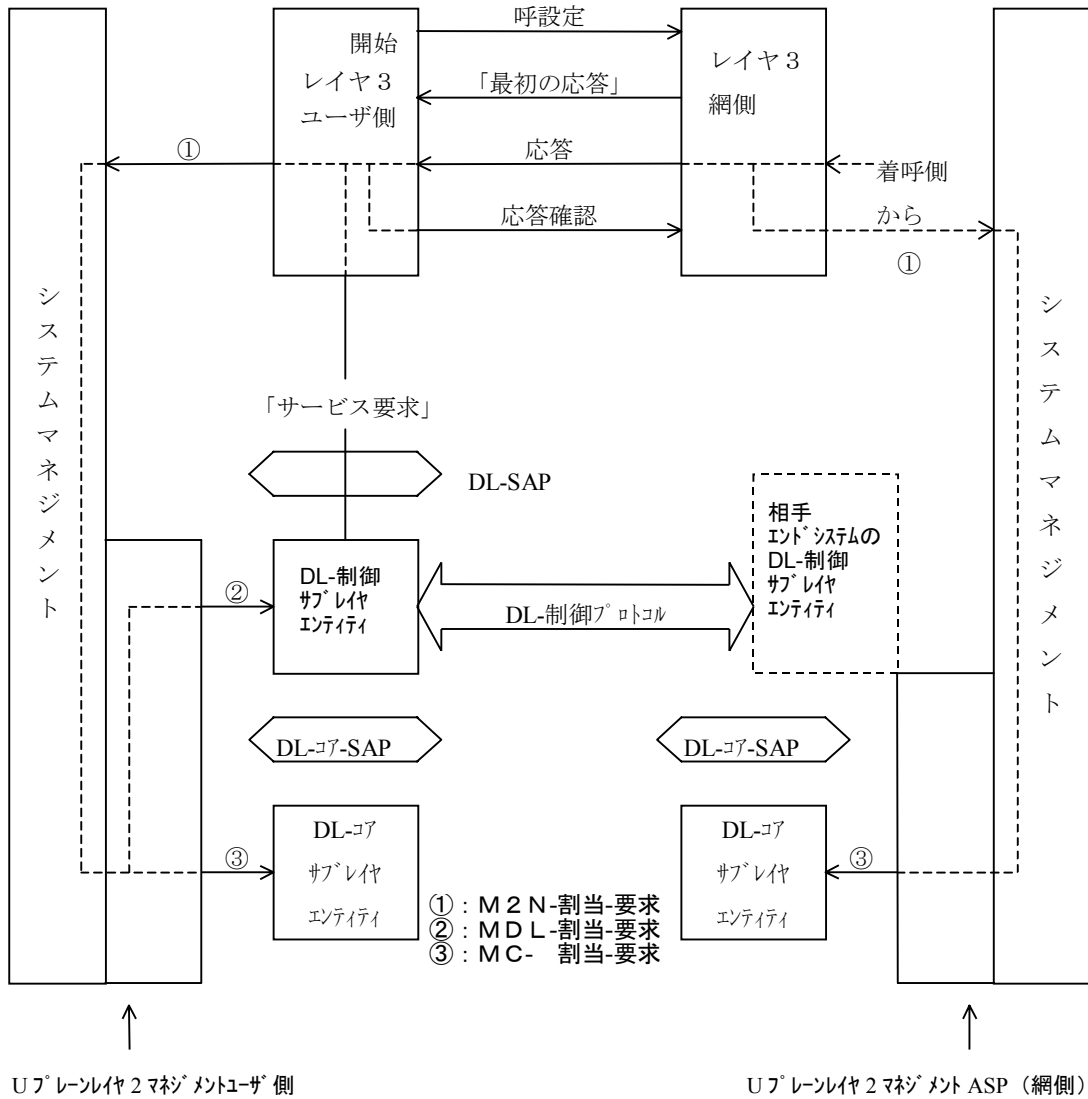 呼設定
開始
レイヤ３
ユーザ側
レイヤ３
網側
「最初の応答」
①
応答
着呼側
から
①
応答確認
システムマネジメント
システムマネジメント
「サービス要求」
DL-SAP
DL-制御
ｻﾌﾞﾚｲﾔ
ｴﾝﾃｨﾃｨ
②
DL-制御ﾌﾟﾛﾄｺﾙ
相手
ｴﾝﾄﾞｼｽﾃﾑの
DL-制御
ｻﾌﾞﾚｲﾔ
ｴﾝﾃｨﾃｨ
DL-ｺｱ-SAP
DL-ｺｱ-SAP
③
DL-ｺｱ
ｻﾌﾞﾚｲﾔ
ｴﾝﾃｨﾃｨ
DL-ｺｱ
ｻﾌﾞﾚｲﾔ
ｴﾝﾃｨﾃｨ
③
①：Ｍ２Ｎ-割当-要求
②：ＭＤＬ-割当-要求
③：ＭＣ-　割当-要求
U ﾌﾟﾚｰﾝﾚｲﾔ 2 ﾏﾈｼﾞﾒﾝﾄﾕｰｻﾞ側
U ﾌﾟﾚｰﾝﾚｲﾔ 2 ﾏﾈｼﾞﾒﾝﾄ ASP（網側）